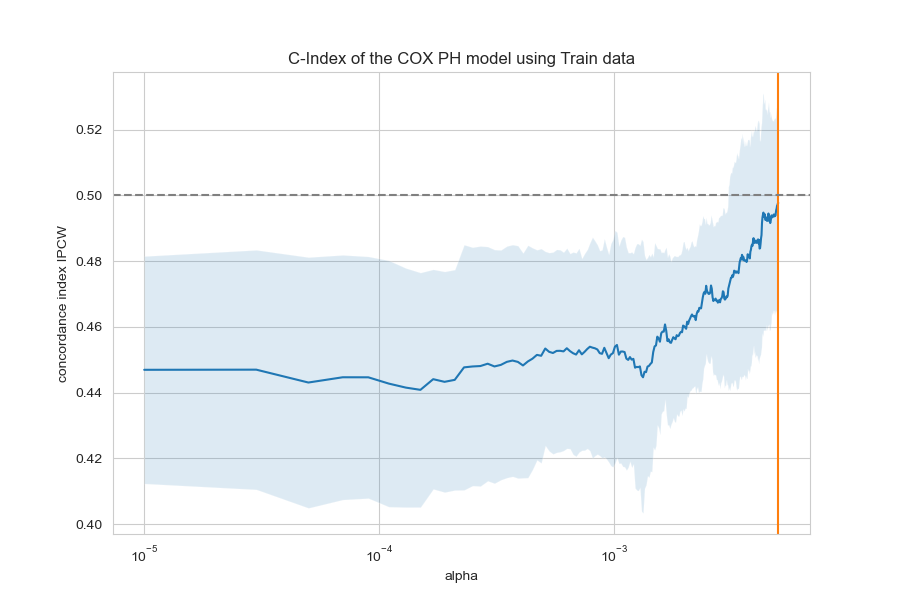 C-Index of the COX PH model using Train data
concordance index IPCW
0.52
0.50
0.48
0.46
0.44
0.42
0.40
10⁻⁵ 10⁻⁴ 10⁻³
alpha